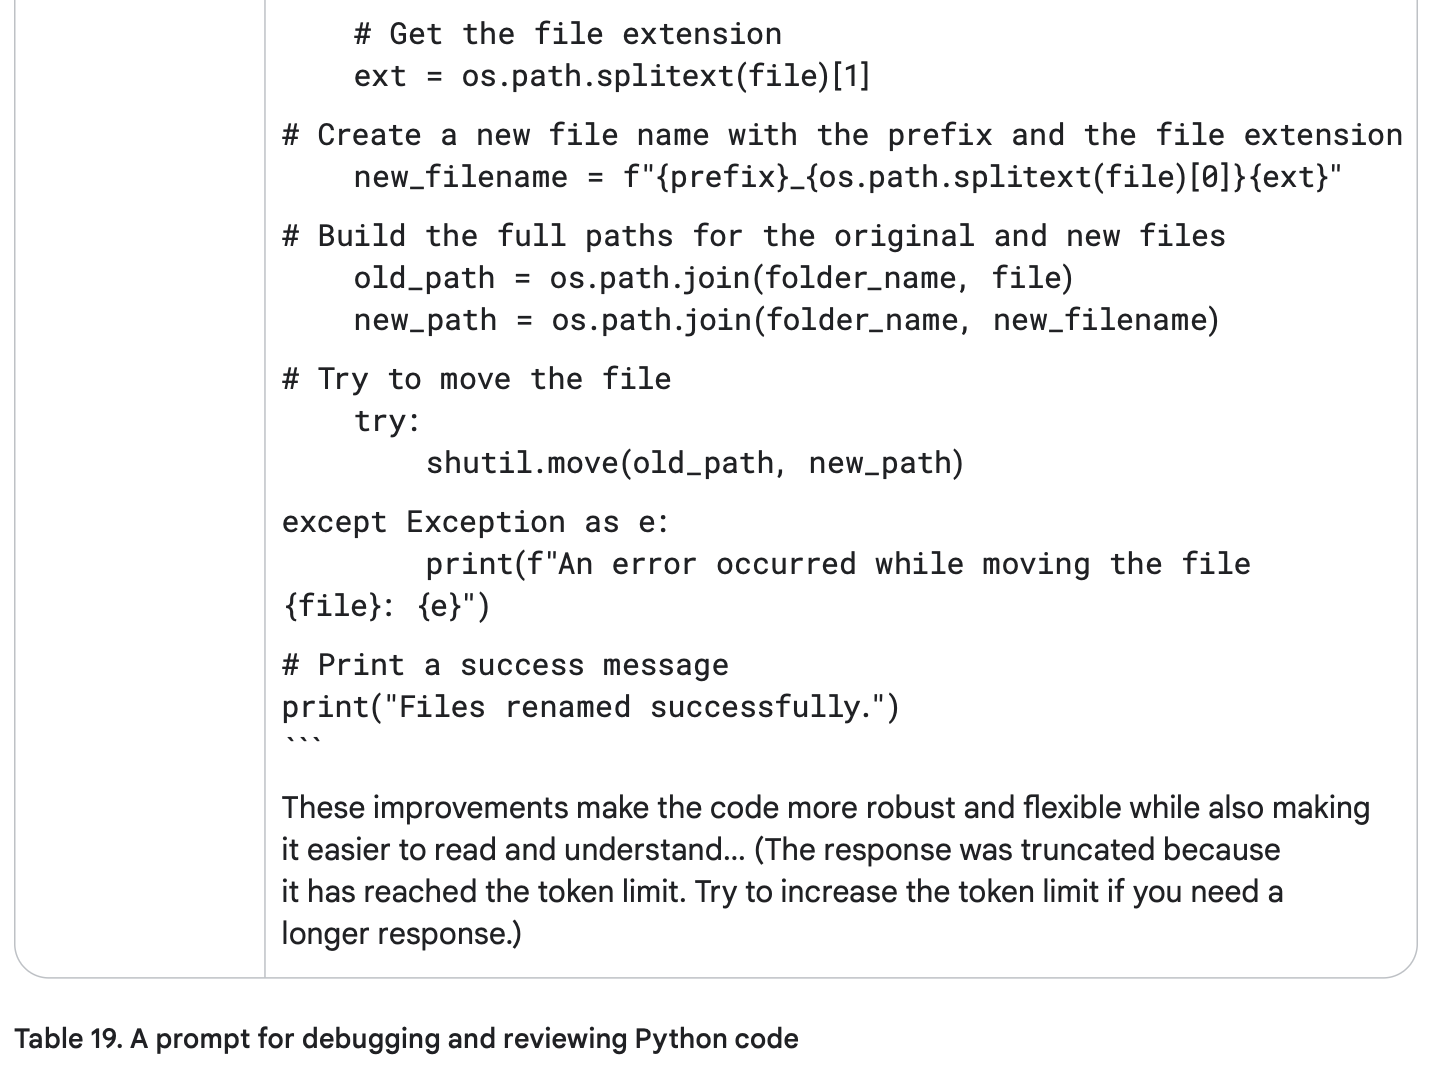 # Get the file extension
    ext = os.path.splitext(file)[1]
# Create a new file name with the prefix and the file extension
    new_filename = f"{prefix}_{os.path.splitext(file)[0]}{ext}"
# Build the full paths for the original and new files
    old_path = os.path.join(folder_name, file)
    new_path = os.path.join(folder_name, new_filename)
# Try to move the file
    try:
        shutil.move(old_path, new_path)
except Exception as e:
        print(f"An error occurred while moving the file
{file}: {e}")
# Print a success message
print("Files renamed successfully.")
```
These improvements make the code more robust and flexible while also making
it easier to read and understand... (The response was truncated because
it has reached the token limit. Try to increase the token limit if you need a
longer response.)
Table 19. A prompt for debugging and reviewing Python code